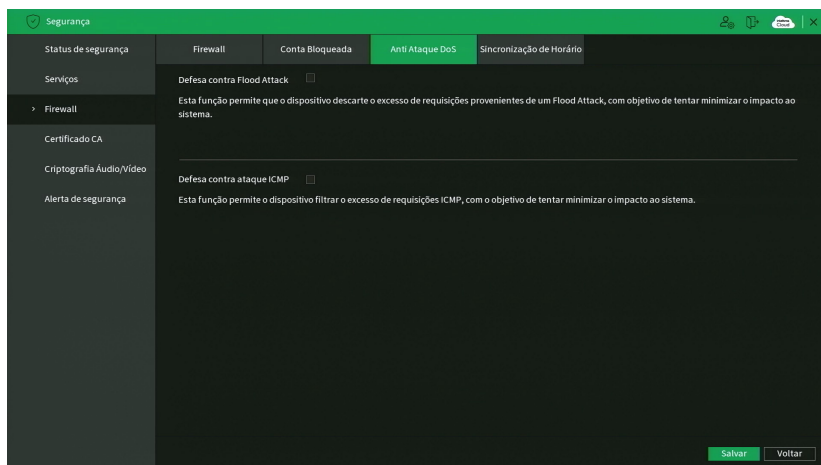 Segurança
Cloud
Status de segurança
Firewall
Conta Bloqueada
Anti Ataque DoS
Sincronização de Horário
Serviços
Firewall
Certificado CA
Criptografia Áudio/Vídeo
Alerta de segurança
Defesa contra Flood Attack
Esta função permite que o dispositivo descarte o excesso de requisições provenientes de um Flood Attack, com objetivo de tentar minimizar o impacto ao
sistema.
Defesa contra ataque ICMP
Esta função permite o dispositivo filtrar o excesso de requisições ICMP, com o objetivo de tentar minimizar o impacto ao sistema.
Salvar
Voltar